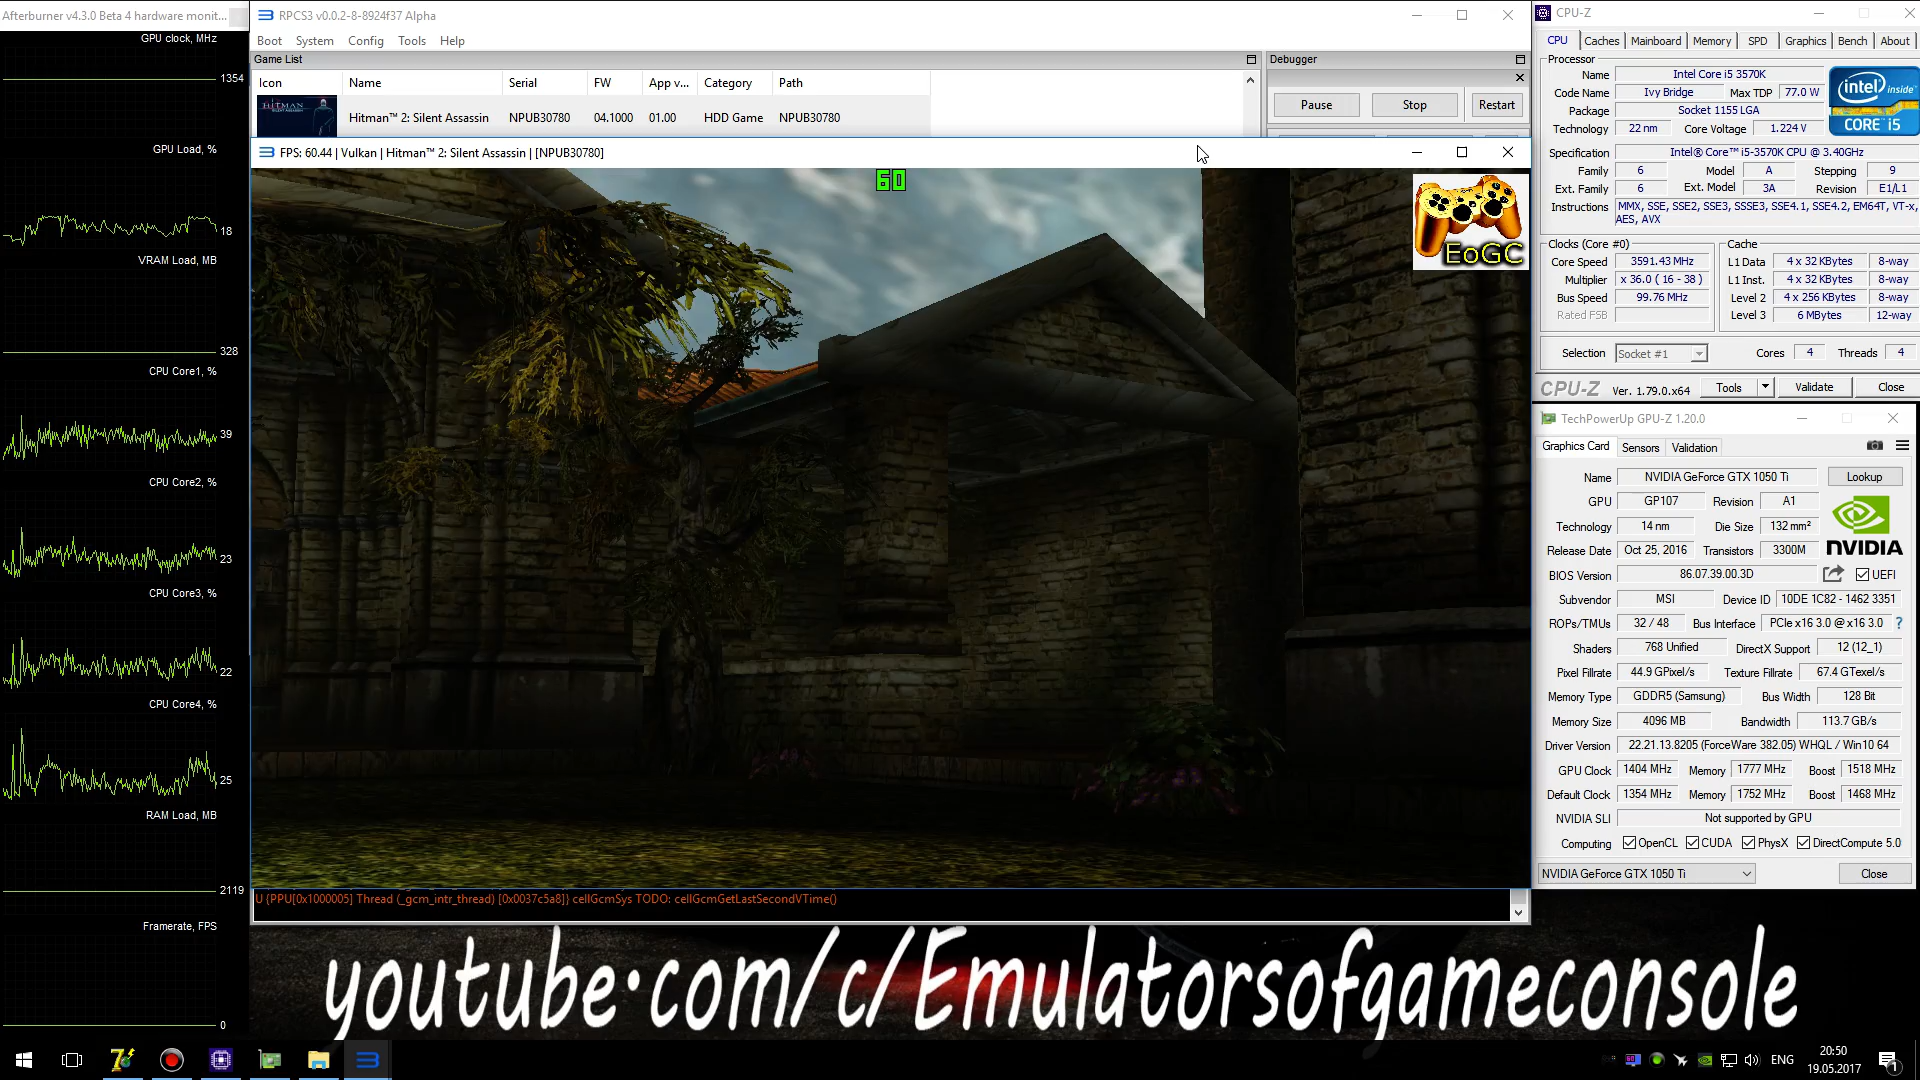 Afterburner v4.3.0 Beta 4 hardware monit...
GPU clock, MHz
1354
GPU Load, %
18
VRAM Load, MB
328
CPU Core1, %
39
CPU Core2, %
23
CPU Core3, %
22
CPU Core4, %
25
RAM Load, MB
2119
Framerate, FPS
0
RPCS3 v0.0.2-8-8924f37 Alpha
Boot System Config Tools Help
Game List
Icon Name Serial FW App v... Category Path
HITMAN
Hitman™ 2: Silent Assassin NPUB30780 04.1000 01.00 HDD Game NPUB30780
Debugger
Pause Stop Restart
FPS: 60.44 | Vulkan | Hitman™ 2: Silent Assassin | [NPUB30780]
60
EoGC
U {PPU[0x1000005] Thread (_gcm_intr_thread) [0x0037c5a8]} cellGcmSys TODO: cellGcmGetLastSecondVTime()
youtube.com/c/Emulatorsofgameconsole
CPU-Z
CPU Caches Mainboard Memory SPD Graphics Bench About
Processor
Name Intel Core i5 3570K
Code Name Ivy Bridge Max TDP 77.0 W
Package Socket 1155 LGA
Technology 22 nm Core Voltage 1.224 V
intel inside™
CORE i5
Specification Intel® Core™ i5-3570K CPU @ 3.40GHz
Family 6 Model A Stepping 9
Ext. Family 6 Ext. Model 3A Revision E1/L1
Instructions MMX, SSE, SSE2, SSE3, SSSE3, SSE4.1, SSE4.2, EM64T, VT-x,
AES, AVX
Clocks (Core #0) Cache
Core Speed 3591.43 MHz L1 Data 4 x 32 KBytes 8-way
Multiplier x 36.0 ( 16 - 38 ) L1 Inst. 4 x 32 KBytes 8-way
Bus Speed 99.76 MHz Level 2 4 x 256 KBytes 8-way
Rated FSB Level 3 6 MBytes 12-way
Selection Socket #1 Cores 4 Threads 4
CPU-Z Ver. 1.79.0.x64 Tools Validate Close
TechPowerUp GPU-Z 1.20.0
Graphics Card Sensors Validation
Name NVIDIA GeForce GTX 1050 Ti Lookup
GPU GP107 Revision A1
Technology 14 nm Die Size 132 mm²
Release Date Oct 25, 2016 Transistors 3300M
NVIDIA
BIOS Version 86.07.39.00.3D UEFI
Subvendor MSI Device ID 10DE 1C82 - 1462 3351
ROPs/TMUs 32 / 48 Bus Interface PCIe x16 3.0 @ x16 3.0 ?
Shaders 768 Unified DirectX Support 12 (12_1)
Pixel Fillrate 44.9 GPixel/s Texture Fillrate 67.4 GTexel/s
Memory Type GDDR5 (Samsung) Bus Width 128 Bit
Memory Size 4096 MB Bandwidth 113.7 GB/s
Driver Version 22.21.13.8205 (ForceWare 382.05) WHQL / Win10 64
GPU Clock 1404 MHz Memory 1777 MHz Boost 1518 MHz
Default Clock 1354 MHz Memory 1752 MHz Boost 1468 MHz
NVIDIA SLI Not supported by GPU
Computing OpenCL CUDA PhysX DirectCompute 5.0
NVIDIA GeForce GTX 1050 Ti Close
ENG
20:50
19.05.2017
1